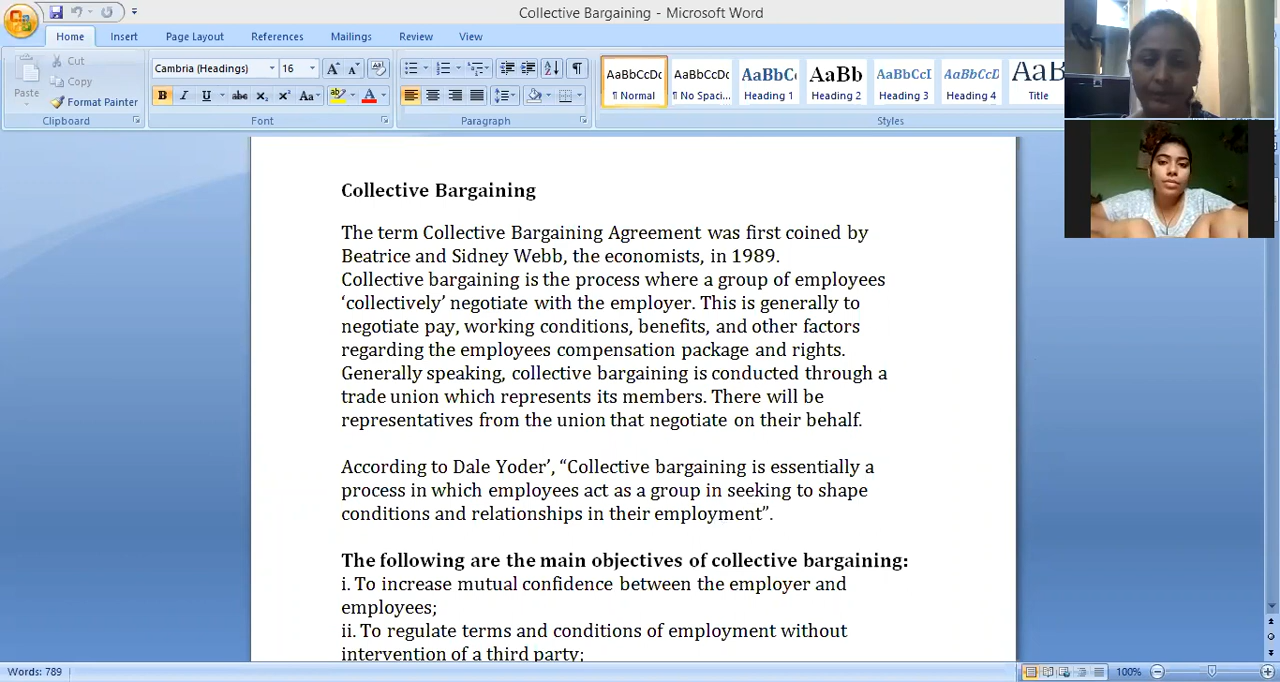 Collective Bargaining - Microsoft Word
Home Insert Page Layout References Mailings Review View
Paste
Cut
Copy
Format Painter
Clipboard
Cambria (Headings) 16
Font
Paragraph
AaBbCcDc AaBbCcDc AaBbC AaBb AaBbCcI AaBbCcD AaB
¶ Normal ¶ No Spaci... Heading 1 Heading 2 Heading 3 Heading 4 Title
Styles
Collective Bargaining
The term Collective Bargaining Agreement was first coined by
Beatrice and Sidney Webb, the economists, in 1989.
Collective bargaining is the process where a group of employees
‘collectively’ negotiate with the employer. This is generally to
negotiate pay, working conditions, benefits, and other factors
regarding the employees compensation package and rights.
Generally speaking, collective bargaining is conducted through a
trade union which represents its members. There will be
representatives from the union that negotiate on their behalf.
According to Dale Yoder’, “Collective bargaining is essentially a
process in which employees act as a group in seeking to shape
conditions and relationships in their employment”.
The following are the main objectives of collective bargaining:
i. To increase mutual confidence between the employer and
employees;
ii. To regulate terms and conditions of employment without
intervention of a third party;
Words: 789
100%